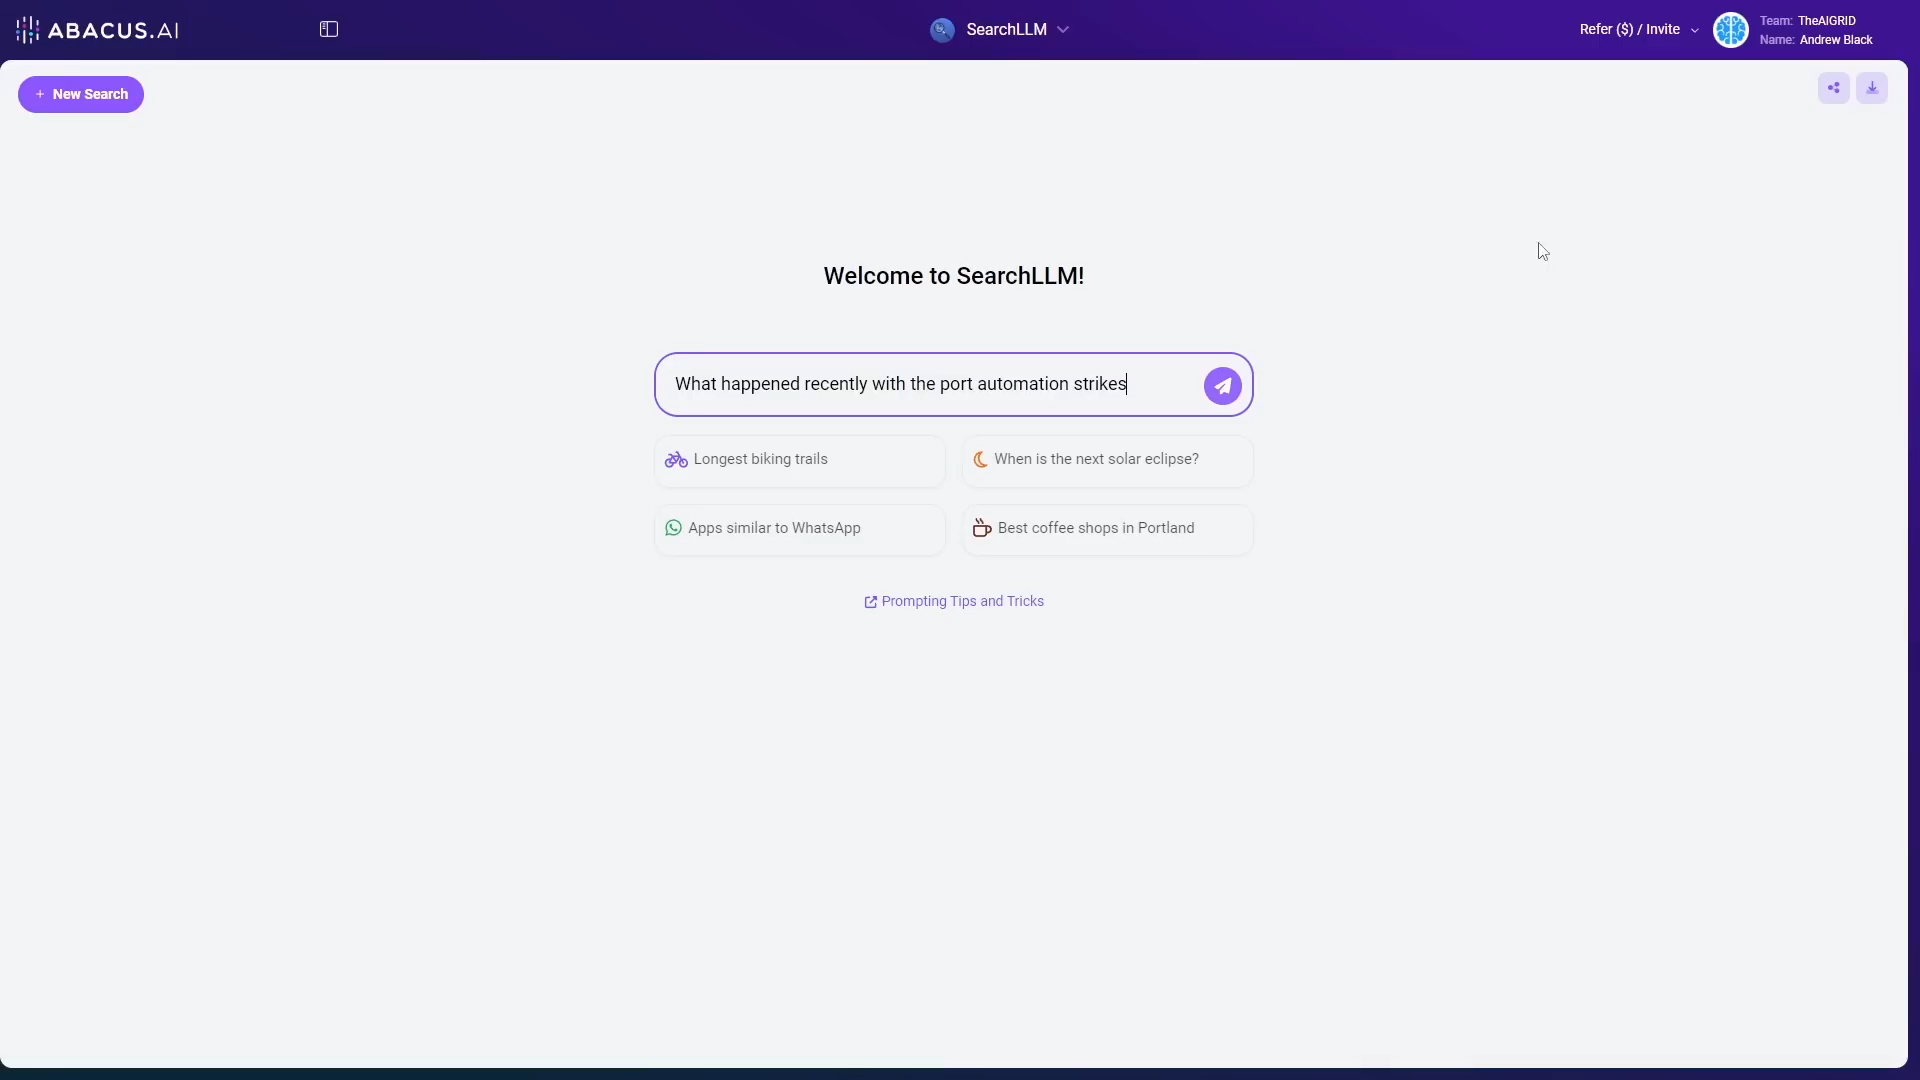 ABACUS.AI
SearchLLM
Refer ($) / Invite
Team: TheAIGRID
Name: Andrew Black
+ New Search
Welcome to SearchLLM!
What happened recently with the port automation strikes
Longest biking trails
When is the next solar eclipse?
Apps similar to WhatsApp
Best coffee shops in Portland
Prompting Tips and Tricks